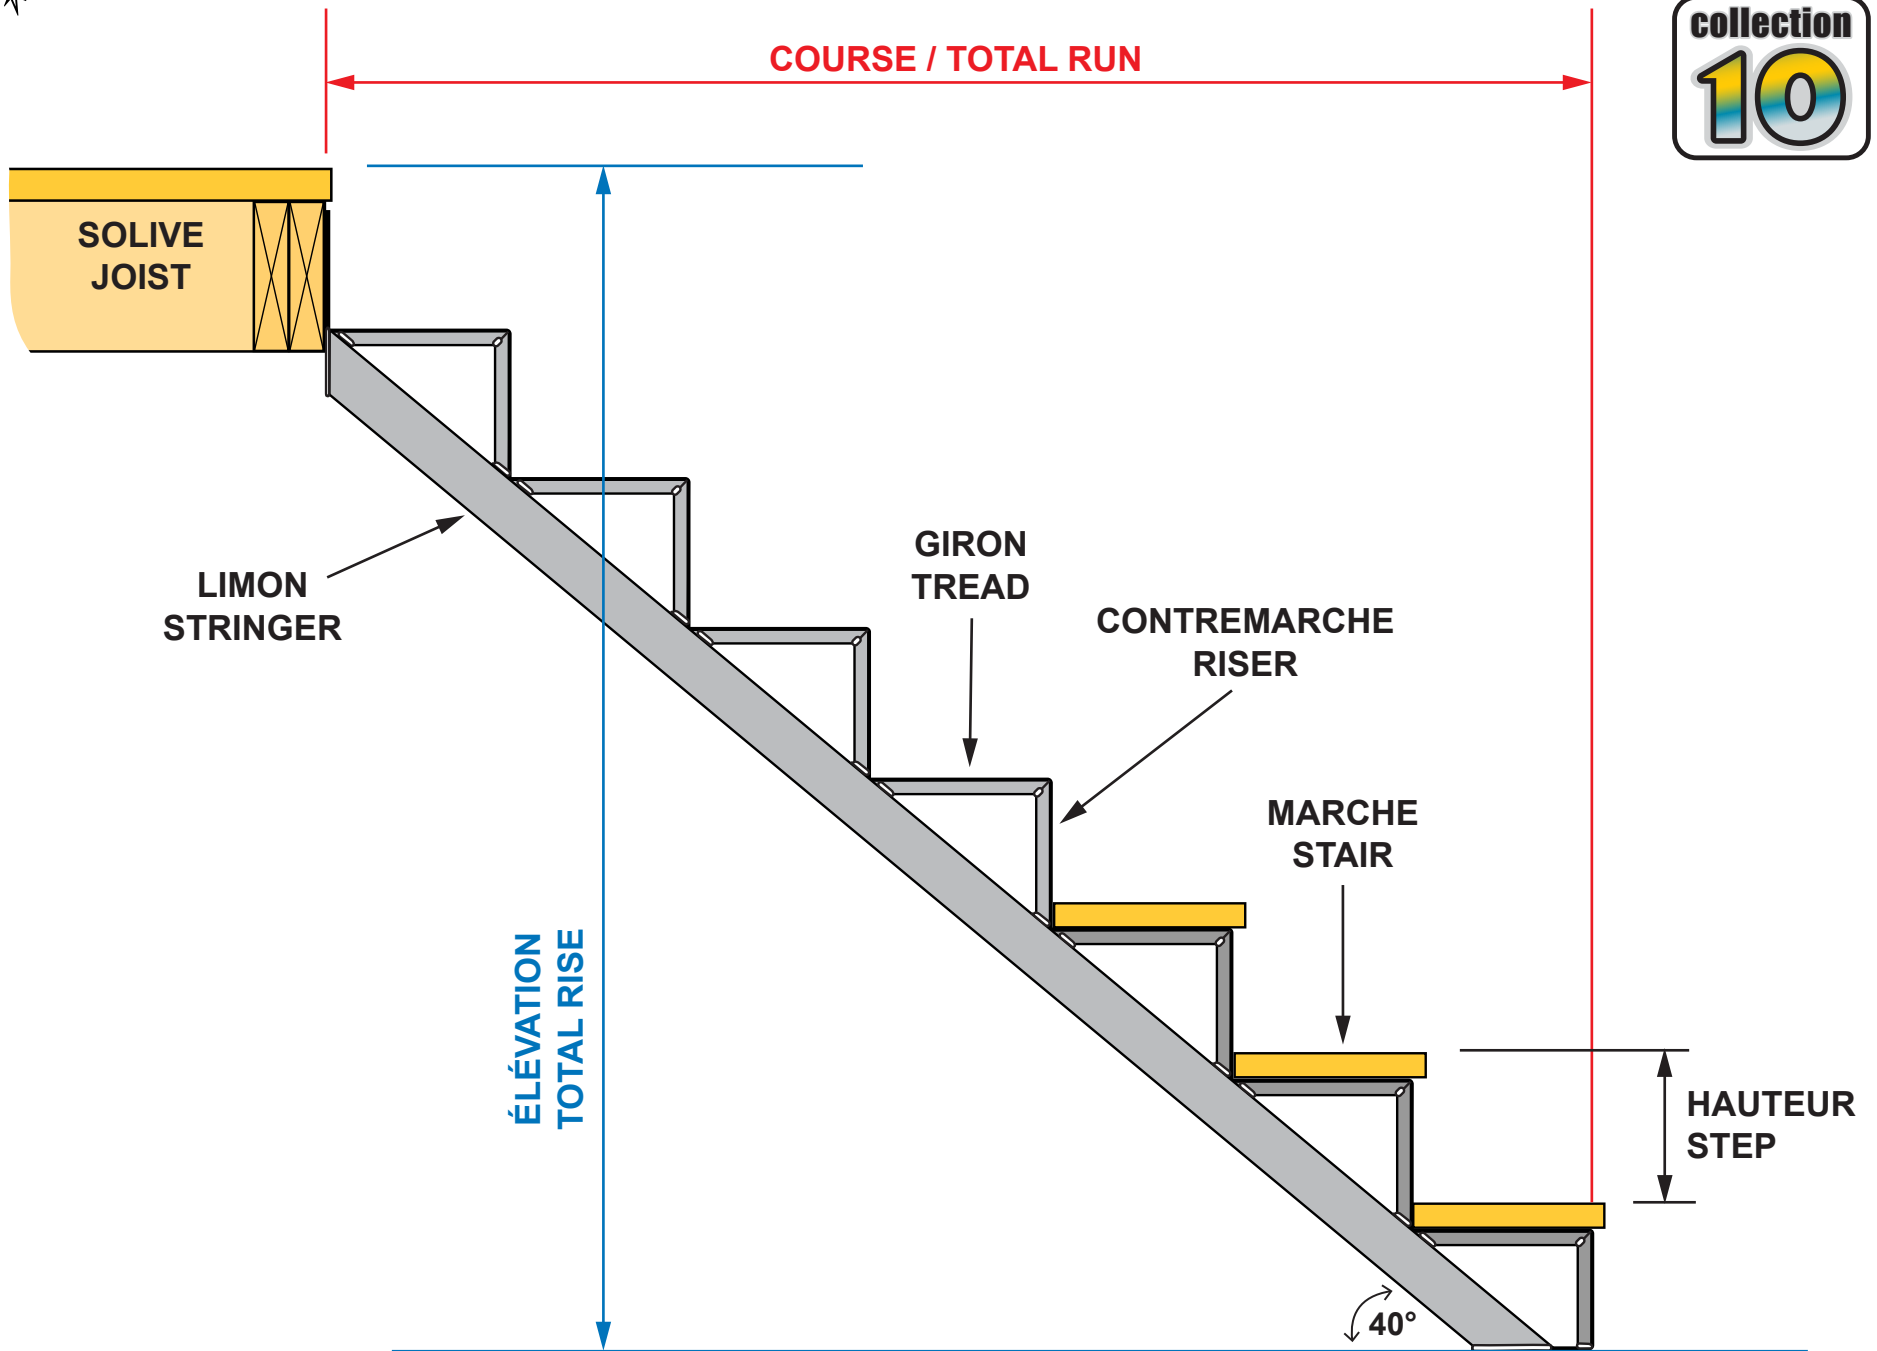 collection
10
COURSE / TOTAL RUN
SOLIVE
JOIST
LIMON
STRINGER
GIRON
TREAD
CONTREMARCHE
RISER
MARCHE
STAIR
ÉLÉVATION
TOTAL RISE
HAUTEUR
STEP
40°